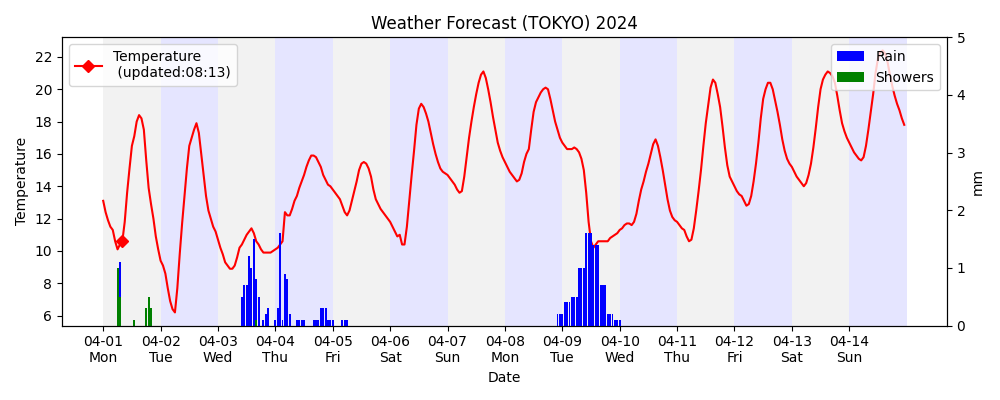 Weather Forecast (TOKYO) 2024
Temperature
(updated:08:13)
Rain
Showers
Temperature
22
20
18
16
14
12
10
8
6
5
4
3
2
1
0
mm
04-01 04-02 04-03 04-04 04-05 04-06 04-07 04-08 04-09 04-10 04-11 04-12 04-13 04-14
Mon Tue Wed Thu Fri Sat Sun Mon Tue Wed Thu Fri Sat Sun
Date